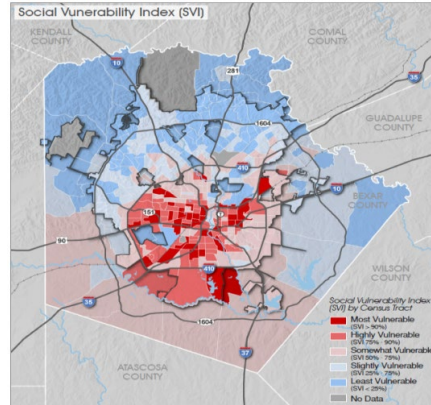 Social Vunerability Index (SVI)
KENDALL
COUNTY
COMAL
COUNTY
10
281
35
1604
GUADALUPE
COUNTY
410
10
BEXAR
COUNTY
151
90
WILSON
COUNTY
410
35
1604
37
ATASCOSA
COUNTY
Social Vulnerability Index
(SVI) by Census Tract
Most Vulnerable
(SVI > 90%)
Highly Vulnerable
(SVI 75% - 90%)
Somewhat Vulnerable
(SVI 50% - 75%)
Slightly Vulnerable
(SVI 25% - 75%)
Least Vulnerable
(SVI < 25%)
No Data